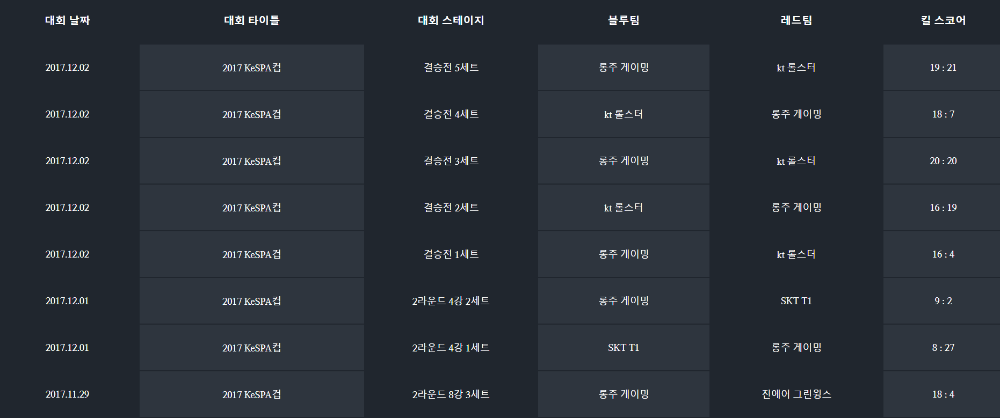 대회 날짜 대회 타이틀 대회 스테이지 블루팀 레드팀 킬 스코어
2017.12.02 2017 KeSPA컵 결승전 5세트 롱주 게이밍 kt 롤스터 19 : 21
2017.12.02 2017 KeSPA컵 결승전 4세트 kt 롤스터 롱주 게이밍 18 : 7
2017.12.02 2017 KeSPA컵 결승전 3세트 롱주 게이밍 kt 롤스터 20 : 20
2017.12.02 2017 KeSPA컵 결승전 2세트 kt 롤스터 롱주 게이밍 16 : 19
2017.12.02 2017 KeSPA컵 결승전 1세트 롱주 게이밍 kt 롤스터 16 : 4
2017.12.01 2017 KeSPA컵 2라운드 4강 2세트 롱주 게이밍 SKT T1 9 : 2
2017.12.01 2017 KeSPA컵 2라운드 4강 1세트 SKT T1 롱주 게이밍 8 : 27
2017.11.29 2017 KeSPA컵 2라운드 8강 3세트 롱주 게이밍 진에어 그린윙스 18 : 4